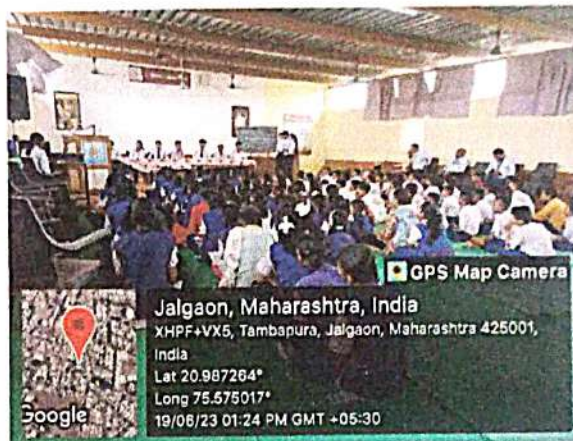 GPS Map Camera
Jalgaon, Maharashtra, India
XHPF+VX5, Tambapura, Jalgaon, Maharashtra 425001,
India
Lat 20.987264°
Long 75.575017°
19/06/23 01:24 PM GMT +05:30
Google